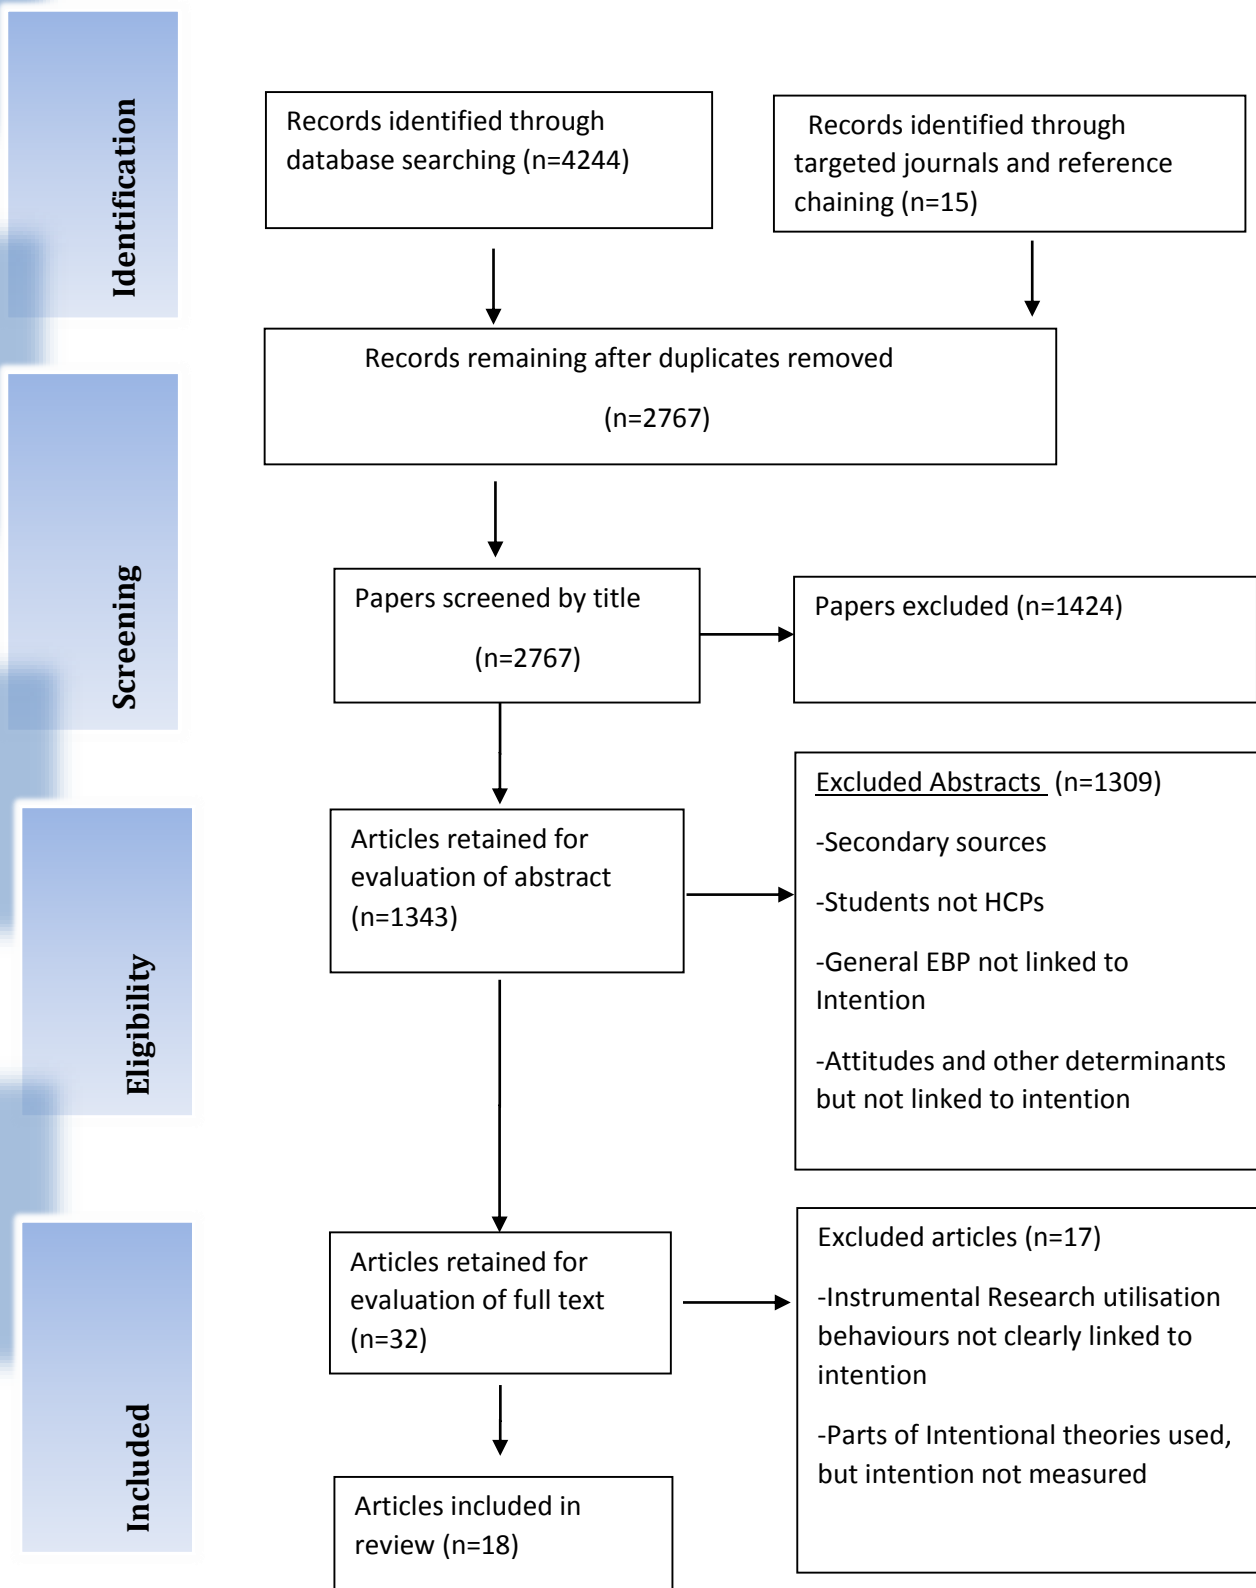 Identification
Records identified through
database searching (n=4244)
Records identified through
targeted journals and reference
chaining (n=15)
Records remaining after duplicates removed
(n=2767)
Screening
Papers screened by title
(n=2767)
Papers excluded (n=1424)
Eligibility
Articles retained for
evaluation of abstract
(n=1343)
Excluded Abstracts (n=1309)
-Secondary sources
-Students not HCPs
-General EBP not linked to
Intention
-Attitudes and other determinants
but not linked to intention
Included
Articles retained for
evaluation of full text
(n=32)
Excluded articles (n=17)
-Instrumental Research utilisation
behaviours not clearly linked to
intention
-Parts of Intentional theories used,
but intention not measured
Articles included in
review (n=18)